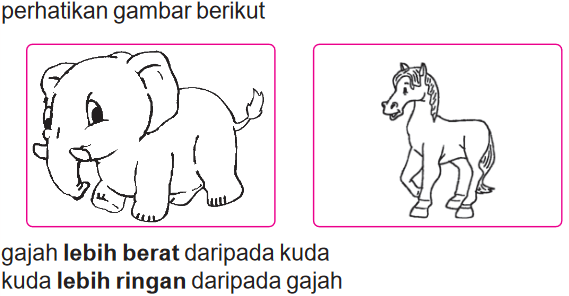 perhatikan gambar berikut
gajah lebih berat daripada kuda
kuda lebih ringan daripada gajah